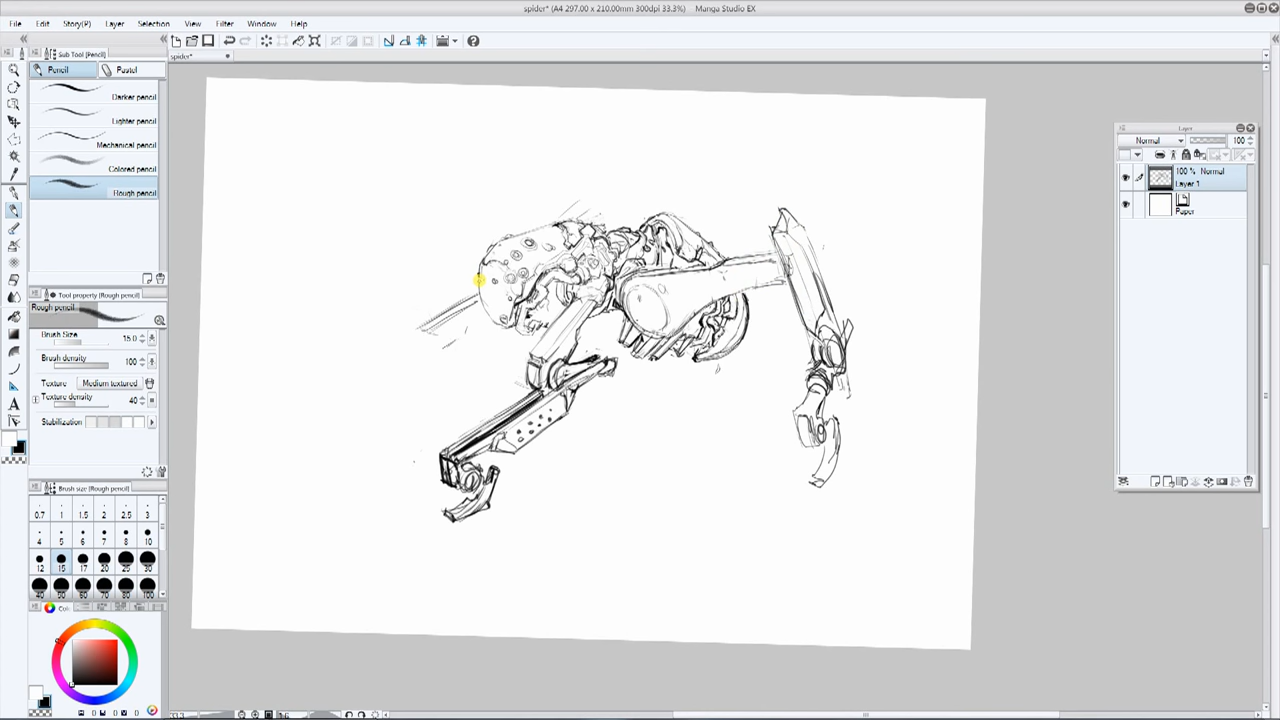 spider* (A4 297.00 x 210.00mm 300dpi 33.3%) - Manga Studio EX
File Edit Story(P) Layer Selection View Filter Window Help
Sub Tool [Pencil]
spider*
Pencil Pastel
Darker pencil
Lighter pencil
Mechanical pencil
Colored pencil
Rough pencil
Tool property [Rough pencil]
Rough pencil
Brush Size 15.0
Brush density 100
Texture Medium textured
Texture density 40
Stabilization
Brush size [Rough pencil]
0.7 1 1.5 2 2.5 3
4 5 6 7 8 10
12 15 17 20 25 30
40 50 60 70 80
Layer
Normal 100
100 % Normal
Layer 1
Paper
33.3